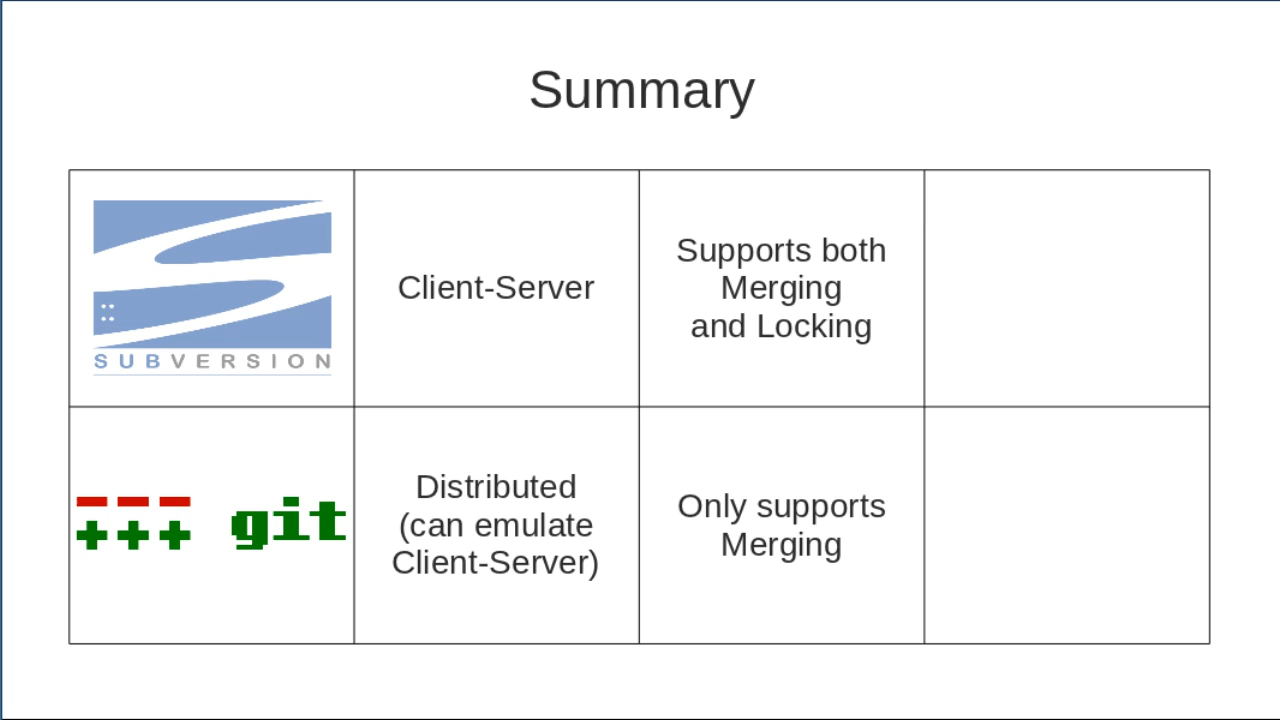 Summary
SUBVERSION
Client-Server
Supports both
Merging
and Locking
git
Distributed
(can emulate
Client-Server)
Only supports
Merging